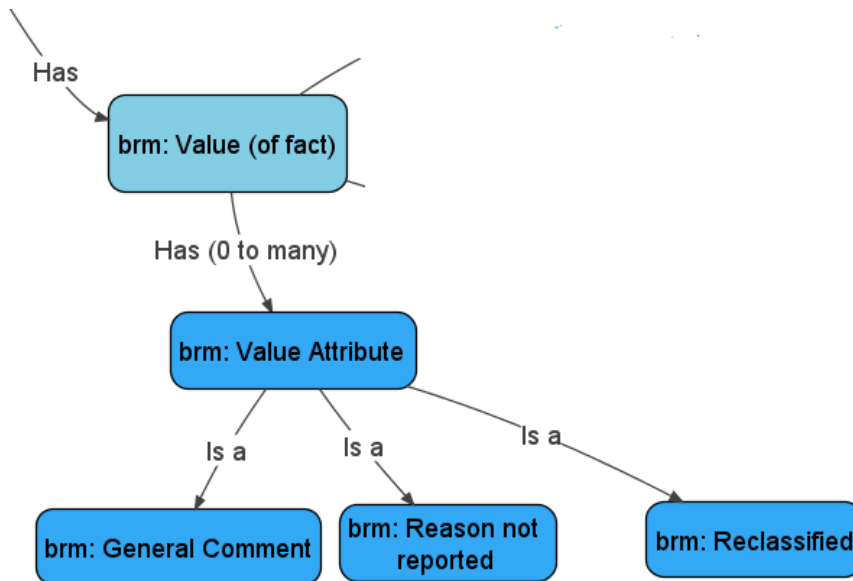 Has
brm: Value (of fact)
Has (0 to many)
brm: Value Attribute
Is a
Is a
Is a
brm: General Comment
brm: Reason not
reported
brm: Reclassified